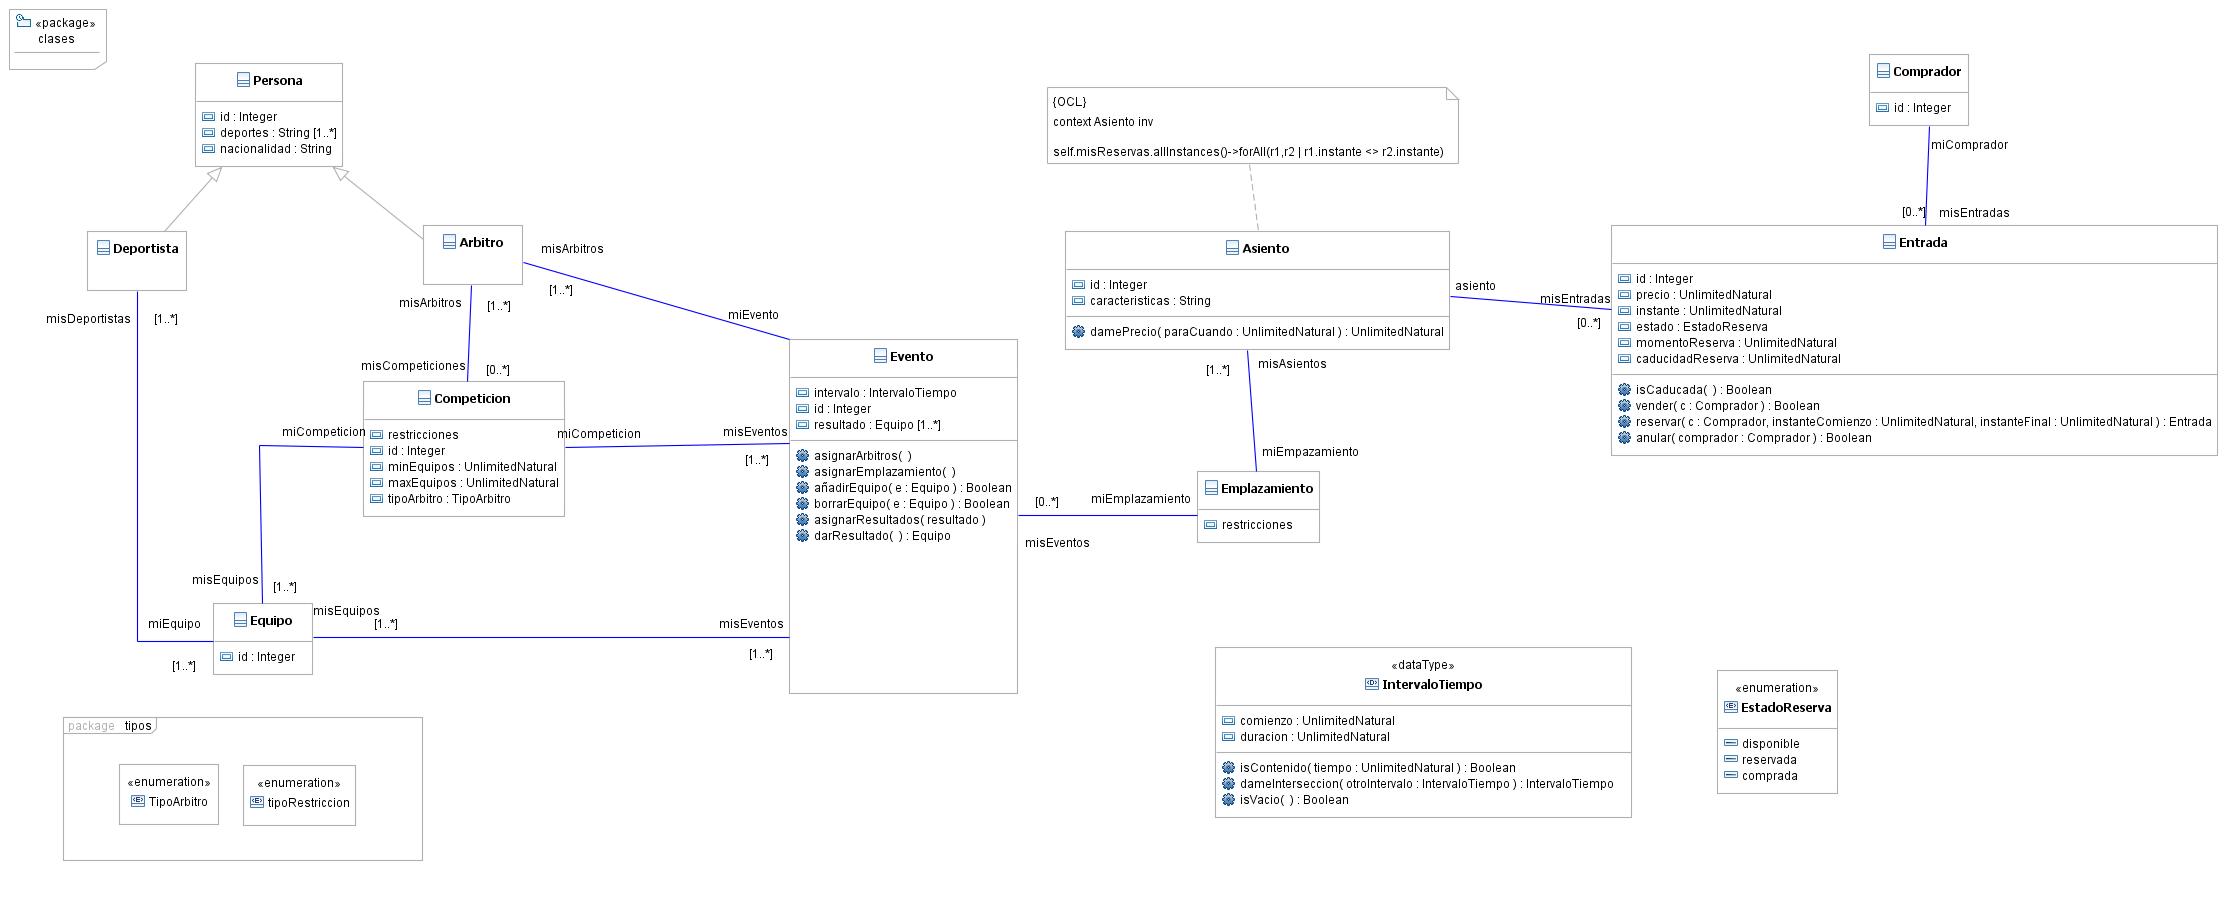 «package»
clases
Persona
id : Integer
deportes : String [1..*]
nacionalidad : String
Deportista
Arbitro
misDeportistas
[1..*]
misArbitros
[1..*]
misArbitros
[1..*]
miEvento
misCompeticiones
[0..*]
Competicion
restricciones
id : Integer
minEquipos : UnlimitedNatural
maxEquipos : UnlimitedNatural
tipoArbitro : TipoArbitro
miCompeticion
miCompeticion
misEventos
[1..*]
Evento
intervalo : IntervaloTiempo
id : Integer
resultado : Equipo [1..*]
asignarArbitros( )
asignarEmplazamiento( )
añadirEquipo( e : Equipo ) : Boolean
borrarEquipo( e : Equipo ) : Boolean
asignarResultados( resultado )
darResultado( ) : Equipo
misEquipos
[1..*]
misEquipos
[1..*]
miEquipo
[1..*]
Equipo
id : Integer
misEventos
[1..*]
package tipos
«enumeration»
TipoArbitro
«enumeration»
tipoRestriccion
{OCL}
context Asiento inv
self.misReservas.allInstances()->forAll(r1,r2 | r1.instante <> r2.instante)
Asiento
id : Integer
caracteristicas : String
damePrecio( paraCuando : UnlimitedNatural ) : UnlimitedNatural
asiento
misEntradas
[0..*]
[1..*]
misAsientos
miEmpazamiento
Emplazamiento
restricciones
[0..*]
miEmplazamiento
misEventos
Comprador
id : Integer
miComprador
[0..*]
misEntradas
Entrada
id : Integer
precio : UnlimitedNatural
instante : UnlimitedNatural
estado : EstadoReserva
momentoReserva : UnlimitedNatural
caducidadReserva : UnlimitedNatural
isCaducada( ) : Boolean
vender( c : Comprador ) : Boolean
reservar( c : Comprador, instanteComienzo : UnlimitedNatural, instanteFinal : UnlimitedNatural ) : Entrada
anular( comprador : Comprador ) : Boolean
«dataType»
IntervaloTiempo
comienzo : UnlimitedNatural
duracion : UnlimitedNatural
isContenido( tiempo : UnlimitedNatural ) : Boolean
dameInterseccion( otroIntervalo : IntervaloTiempo ) : IntervaloTiempo
isVacio( ) : Boolean
«enumeration»
EstadoReserva
disponible
reservada
comprada